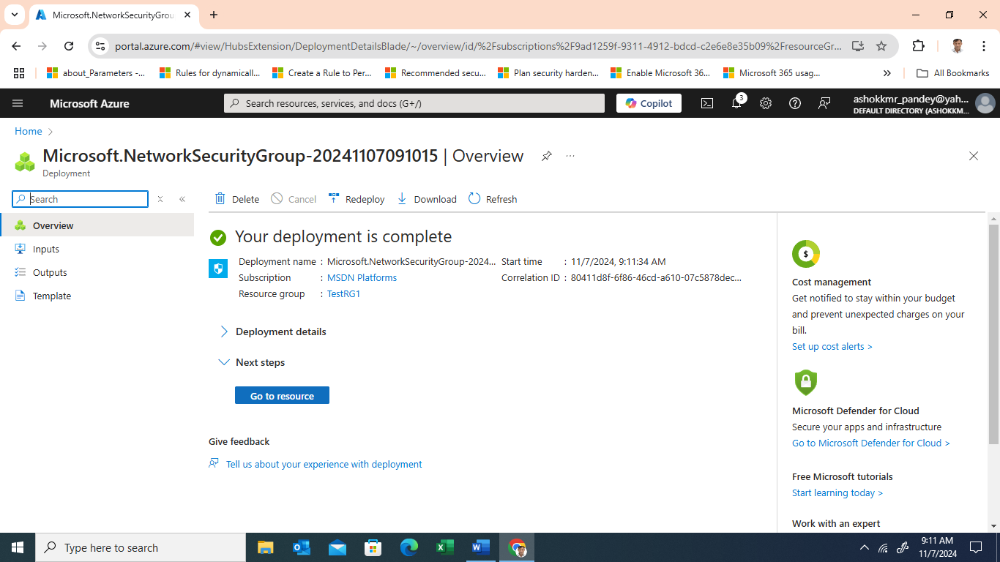 Microsoft.NetworkSecurityGrou
portal.azure.com/#view/HubsExtension/DeploymentDetailsBlade/~/overview/id/%2Fsubscriptions%2F9ad1259f-9311-4912-bdcd-c2e6e8e35b09%2FresourceGr...
about_Parameters -...
Rules for dynamicall...
Create a Rule to Per...
Recommended secu...
Plan security harden...
Enable Microsoft 36...
Microsoft 365 usag...
All Bookmarks
Microsoft Azure
Search resources, services, and docs (G+/)
Copilot
3
ashokkmr_pandey@yah...
DEFAULT DIRECTORY (ASHOKKM...
Home
Microsoft.NetworkSecurityGroup-20241107091015 | Overview
Deployment
Search
Delete
Cancel
Redeploy
Download
Refresh
Overview
Inputs
Outputs
Template
Your deployment is complete
Deployment name : Microsoft.NetworkSecurityGroup-2024...
Subscription : MSDN Platforms
Resource group : TestRG1
Start time : 11/7/2024, 9:11:34 AM
Correlation ID : 80411d8f-6f86-46cd-a610-07c5878dec...
Deployment details
Next steps
Go to resource
Give feedback
Tell us about your experience with deployment
$
Cost management
Get notified to stay within your budget
and prevent unexpected charges on your
bill.
Set up cost alerts >
Microsoft Defender for Cloud
Secure your apps and infrastructure
Go to Microsoft Defender for Cloud >
Free Microsoft tutorials
Start learning today >
Work with an expert
Type here to search
9:11 AM
11/7/2024